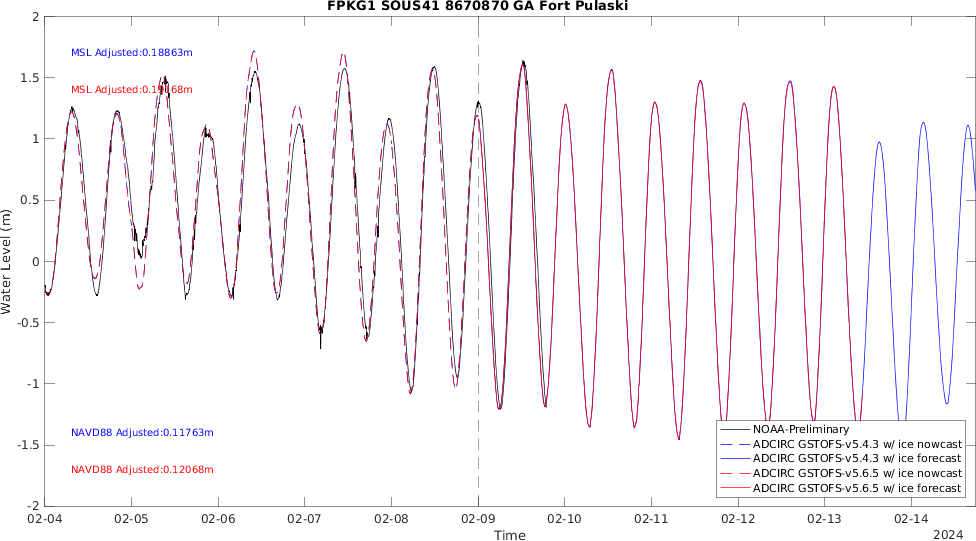 FPKG1 SOUS41 8670870 GA Fort Pulaski
2
1.5
1
0.5
0
-0.5
-1
-1.5
-2
Water Level (m)
MSL Adjusted:0.18863m
NAVD88 Adjusted:0.11763m
NAVD88 Adjusted:0.12068m
NOAA-Preliminary
ADCIRC GSTOFS-v5.4.3 w/ ice nowcast
ADCIRC GSTOFS-v5.4.3 w/ ice forecast
ADCIRC GSTOFS-v5.6.5 w/ ice nowcast
ADCIRC GSTOFS-v5.6.5 w/ ice forecast
02-04 02-05 02-06 02-07 02-08 02-09 02-10 02-11 02-12 02-13 02-14
Time
2024
MSL